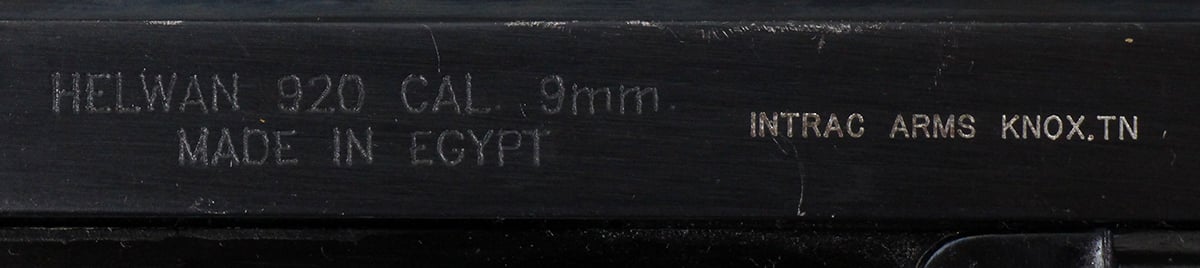 HELWAN 920 CAL. 9mm.
MADE IN EGYPT
INTRAC ARMS KNOX.TN